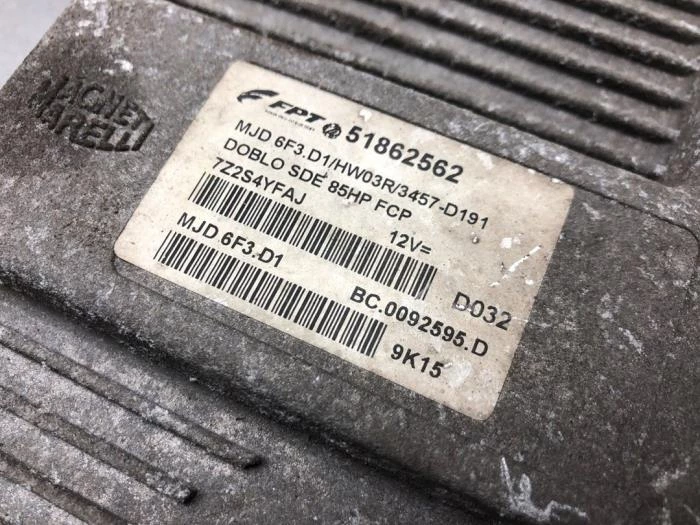 MAGNETI
MARELLI
FPT 51862562
MJD 6F3.D1/HW03R/3457-D191
DOBLO SDE 85HP FCP
7Z2S4YFAJ
12V=
D032
MJD 6F3.D1
BC.0092595.D
9K15